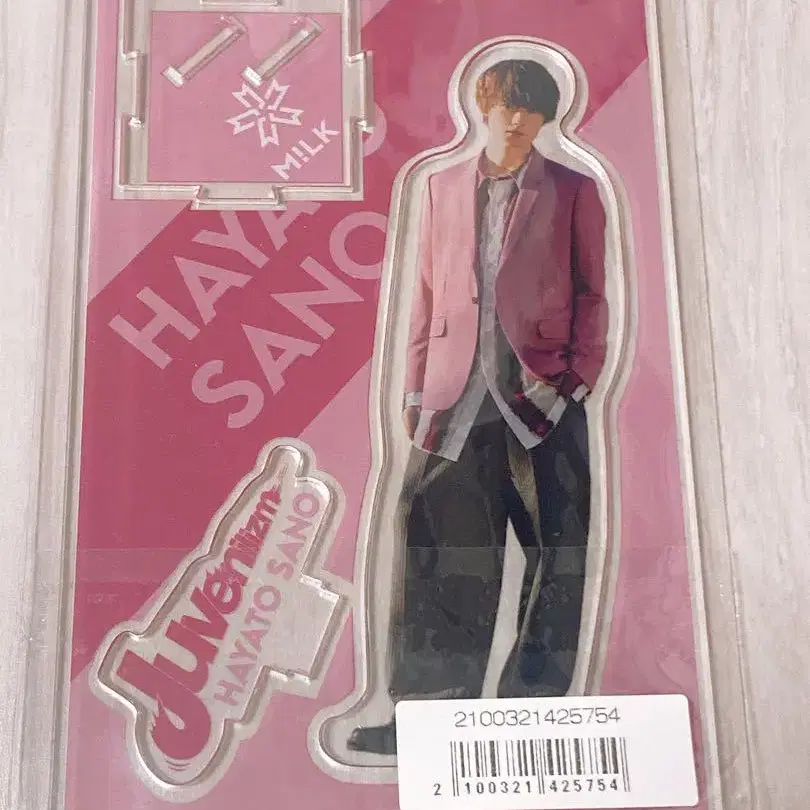 M!LK
HAYATO
SANO
Juvenilizm
HAYATO SANO
2100321425754
2 100321 425754